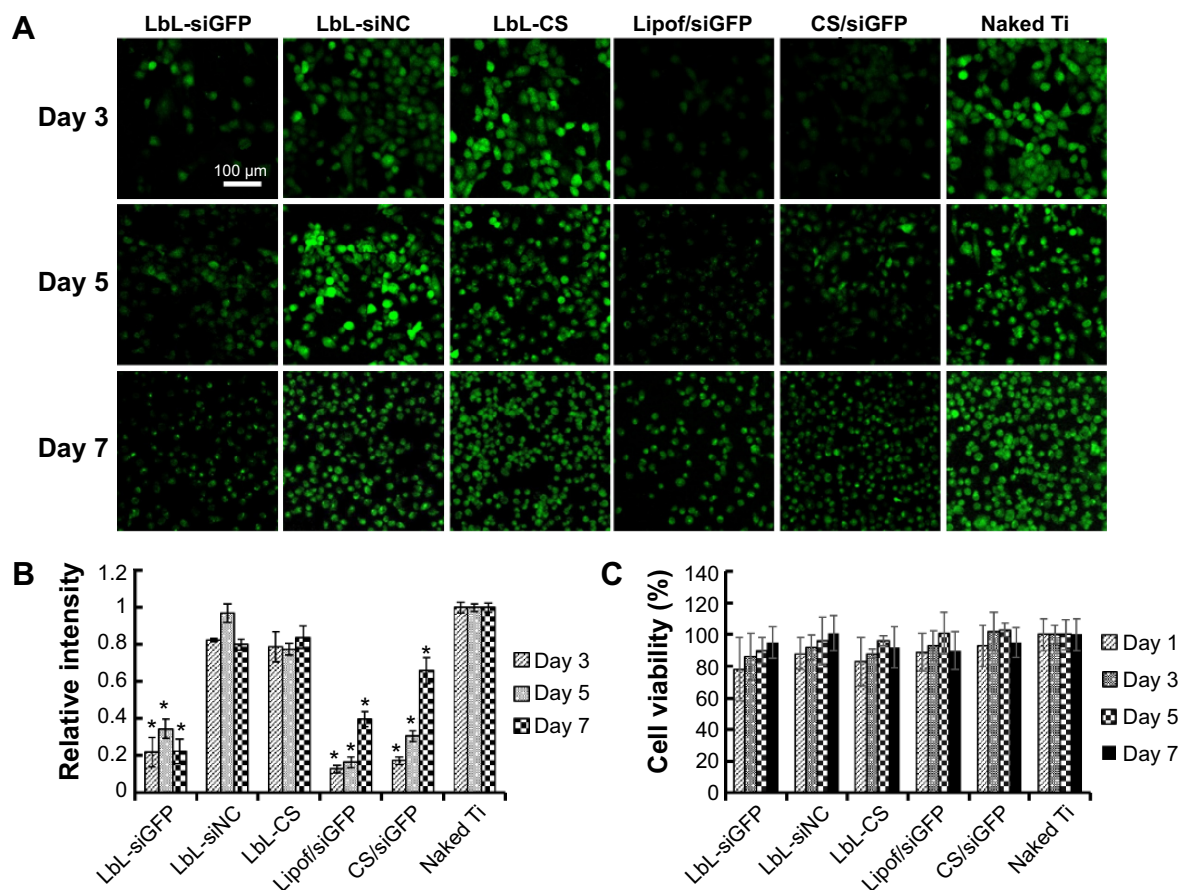 A
LbL-siGFP LbL-siNC LbL-CS Lipof/siGFP CS/siGFP Naked Ti
Day 3
100 µm
Day 5
Day 7
B
Relative intensity
1.2
1
0.8
0.6
0.4
0.2
0
* * *
* * *
* * *
LbL-siGFP LbL-siNC LbL-CS Lipof/siGFP CS/siGFP Naked Ti
Day 3
Day 5
Day 7
C
Cell viability (%)
140
120
100
80
60
40
20
0
LbL-siGFP LbL-siNC LbL-CS Lipof/siGFP CS/siGFP Naked Ti
Day 1
Day 3
Day 5
Day 7